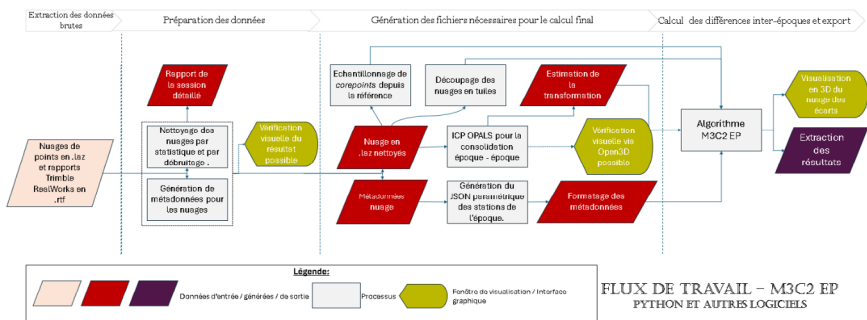 Extraction des données
brutes
Préparation des données
Génération des fichiers nécessaires pour le calcul final
Calcul des différences inter-époques et export
Rapport de
la session
détaillé
Nettoyage des
nuages par
statistique et par
débruitage .
Génération de
métadonnées pour
les nuages
Vérification
visuelle du
résultat
possible
Nuages de
points en .laz et
rapports
Trimble
RealWorks en
.rtf
Echantillonnage de
corepoints depuis
la référence
Découpage des
nuages en tuiles
Estimation de
la
transformation
Nuage en
.laz nettoyés
ICP OPALS pour la
consolidation
époque - époque
Vérification
visuelle via
Open3D
possible
Métadonnées
nuage
Génération du
JSON paramétrique
des stations de
l'époque.
Formatage des
métadonnées
Algorithme
M3C2 EP
Visualisation
en 3D du
nuage des
écarts
Extraction
des
résultats
Légende:
Données d'entrée / générées / de sortie
Processus
Fenêtre de visualisation / Interface
graphique
FLUX DE TRAVAIL – M3C2 EP
PYTHON ET AUTRES LOGICIELS